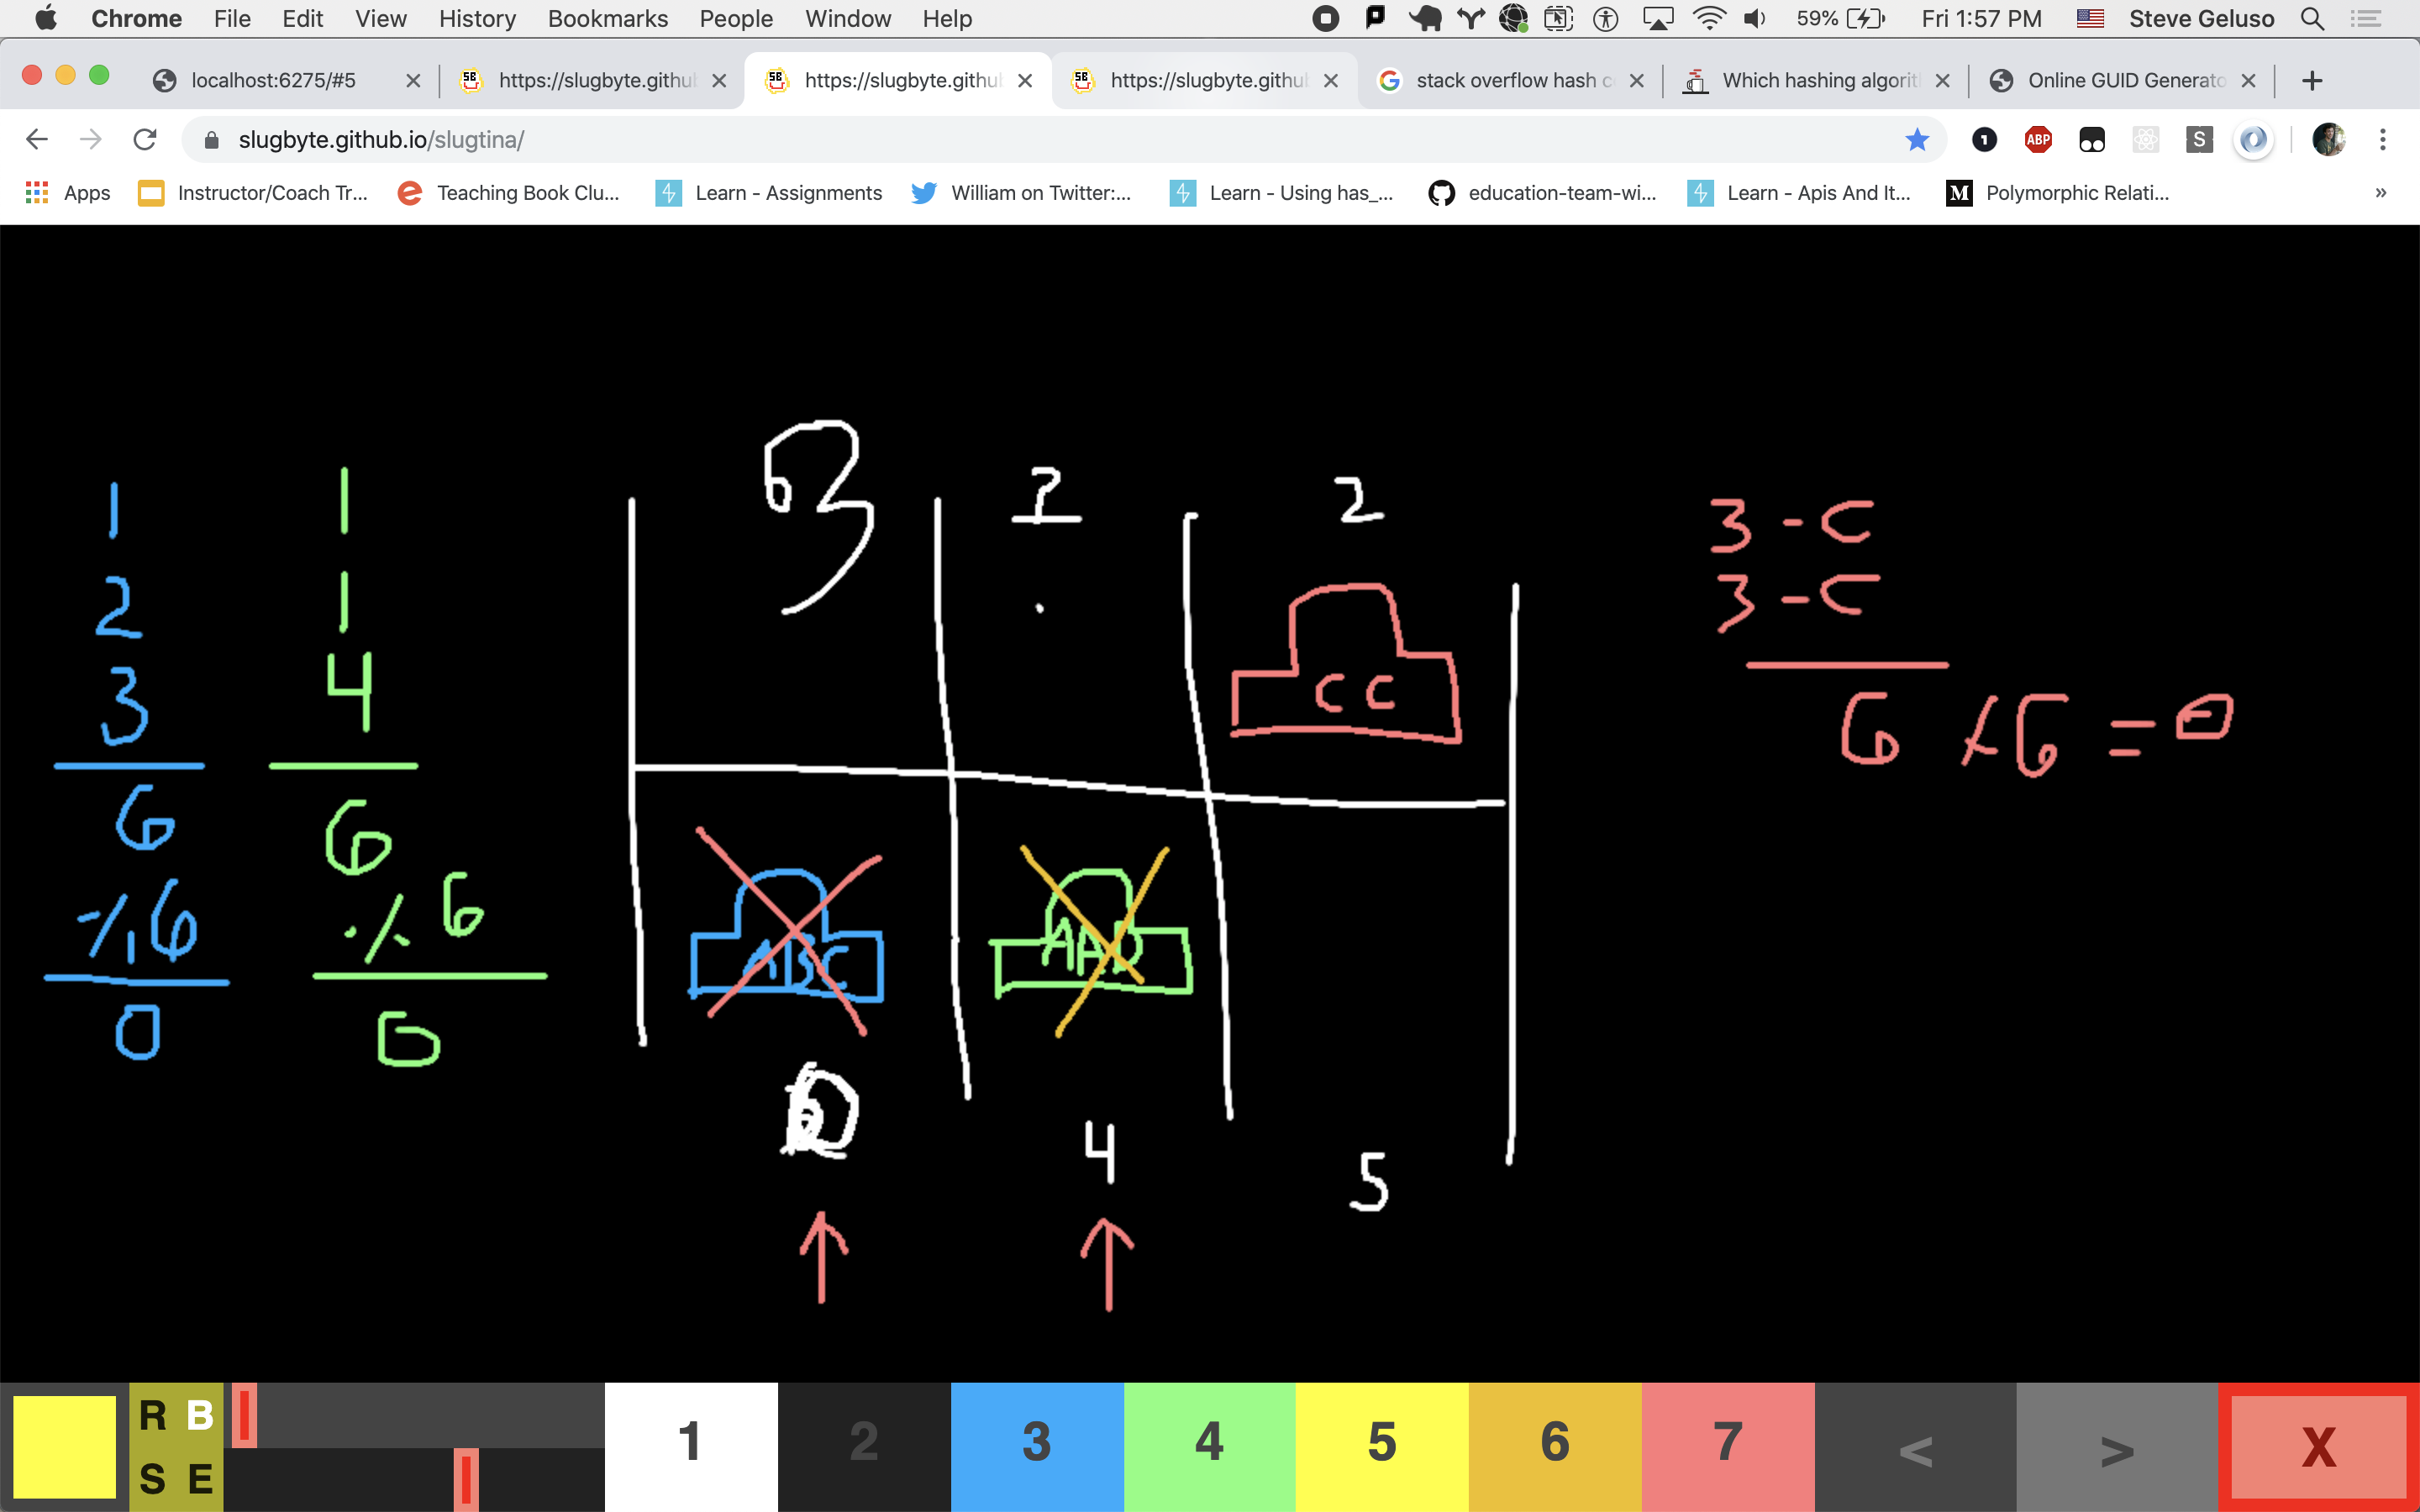 Chrome File Edit View History Bookmarks People Window Help 59% Fri 1:57 PM Steve Geluso
localhost:6275/#5 https://slugbyte.githu https://slugbyte.githu https://slugbyte.githu stack overflow hash c Which hashing algorit Online GUID Generato
slugbyte.github.io/slugtina/ 1 ABP S
Apps Instructor/Coach Tr... Teaching Book Clu... Learn - Assignments William on Twitter:... Learn - Using has_... education-team-wi... Learn - Apis And It... Polymorphic Relati... »
1
2
3
6
% 6
0
1
1
4
6
% 6
0
?
2
CC
ABC
AAD
4
5
3 - C
3 - C
6 % 6 = 0
R B
S E
1 2 3 4 5 6 7 < > X